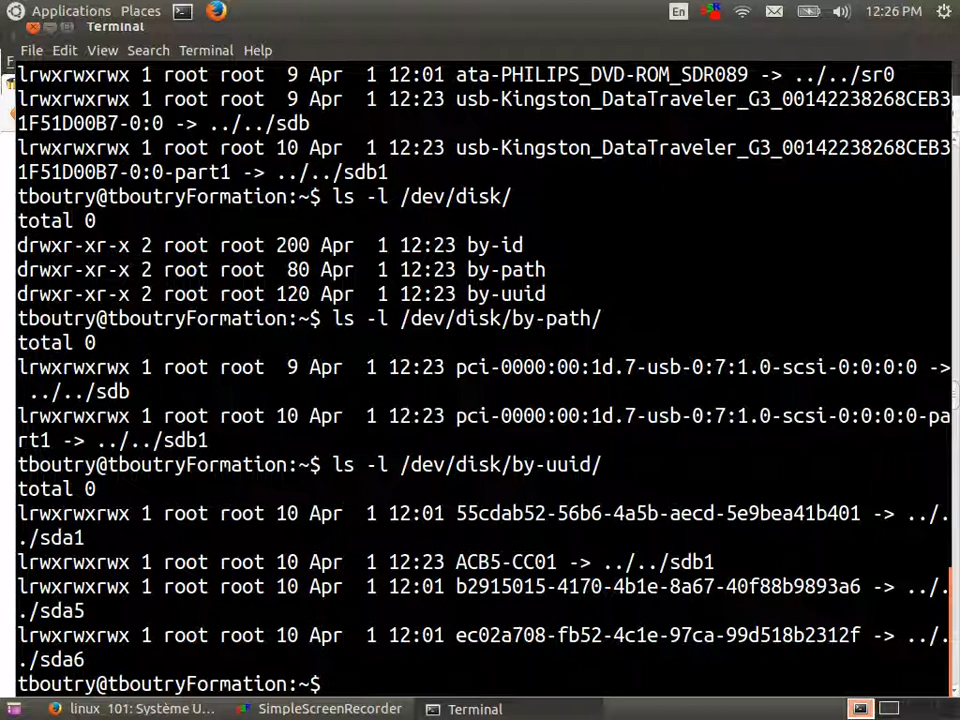 Applications Places En 12:26 PM
Terminal
File Edit View Search Terminal Help
lrwxrwxrwx 1 root root  9 Apr  1 12:01 ata-PHILIPS_DVD-ROM_SDR089 -> ../../sr0
lrwxrwxrwx 1 root root  9 Apr  1 12:23 usb-Kingston_DataTraveler_G3_00142238268CEB3
1F51D00B7-0:0 -> ../../sdb
lrwxrwxrwx 1 root root 10 Apr  1 12:23 usb-Kingston_DataTraveler_G3_00142238268CEB3
1F51D00B7-0:0-part1 -> ../../sdb1
tboutry@tboutryFormation:~$ ls -l /dev/disk/
total 0
drwxr-xr-x 2 root root 200 Apr  1 12:23 by-id
drwxr-xr-x 2 root root  80 Apr  1 12:23 by-path
drwxr-xr-x 2 root root 120 Apr  1 12:23 by-uuid
tboutry@tboutryFormation:~$ ls -l /dev/disk/by-path/
total 0
lrwxrwxrwx 1 root root  9 Apr  1 12:23 pci-0000:00:1d.7-usb-0:7:1.0-scsi-0:0:0:0 ->
 ../../sdb
lrwxrwxrwx 1 root root 10 Apr  1 12:23 pci-0000:00:1d.7-usb-0:7:1.0-scsi-0:0:0:0-pa
rt1 -> ../../sdb1
tboutry@tboutryFormation:~$ ls -l /dev/disk/by-uuid/
total 0
lrwxrwxrwx 1 root root 10 Apr  1 12:01 55cdab52-56b6-4a5b-aecd-5e9bea41b401 -> ../.
./sda1
lrwxrwxrwx 1 root root 10 Apr  1 12:23 ACB5-CC01 -> ../../sdb1
lrwxrwxrwx 1 root root 10 Apr  1 12:01 b2915015-4170-4b1e-8a67-40f88b9893a6 -> ../.
./sda5
lrwxrwxrwx 1 root root 10 Apr  1 12:01 ec02a708-fb52-4c1e-97ca-99d518b2312f -> ../.
./sda6
tboutry@tboutryFormation:~$
linux_101: Système U... SimpleScreenRecorder Terminal